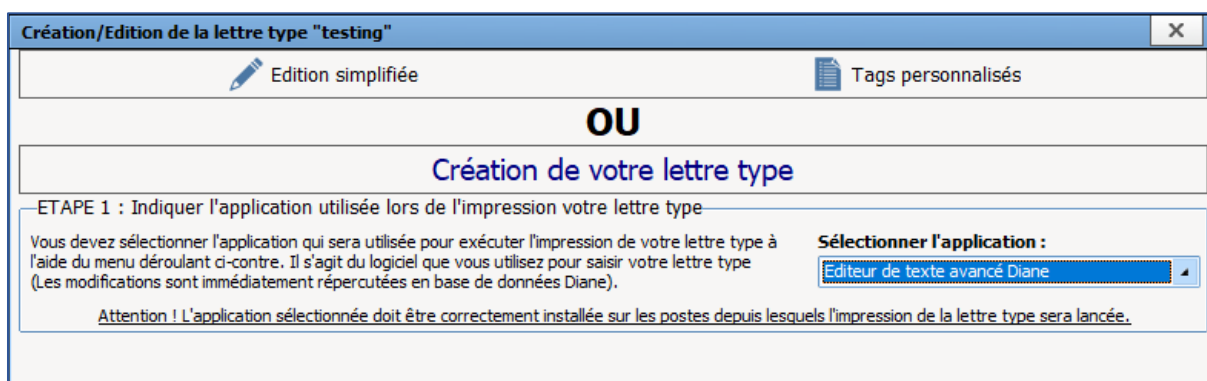 Création/Edition de la lettre type "testing"
Edition simplifiée
Tags personnalisés
OU
Création de votre lettre type
ETAPE 1 : Indiquer l'application utilisée lors de l'impression votre lettre type
Vous devez sélectionner l'application qui sera utilisée pour exécuter l'impression de votre lettre type à
l'aide du menu déroulant ci-contre. Il s'agit du logiciel que vous utilisez pour saisir votre lettre type
(Les modifications sont immédiatement répercutées en base de données Diane).
Sélectionner l'application :
Editeur de texte avancé Diane
Attention ! L'application sélectionnée doit être correctement installée sur les postes depuis lesquels l'impression de la lettre type sera lancée.